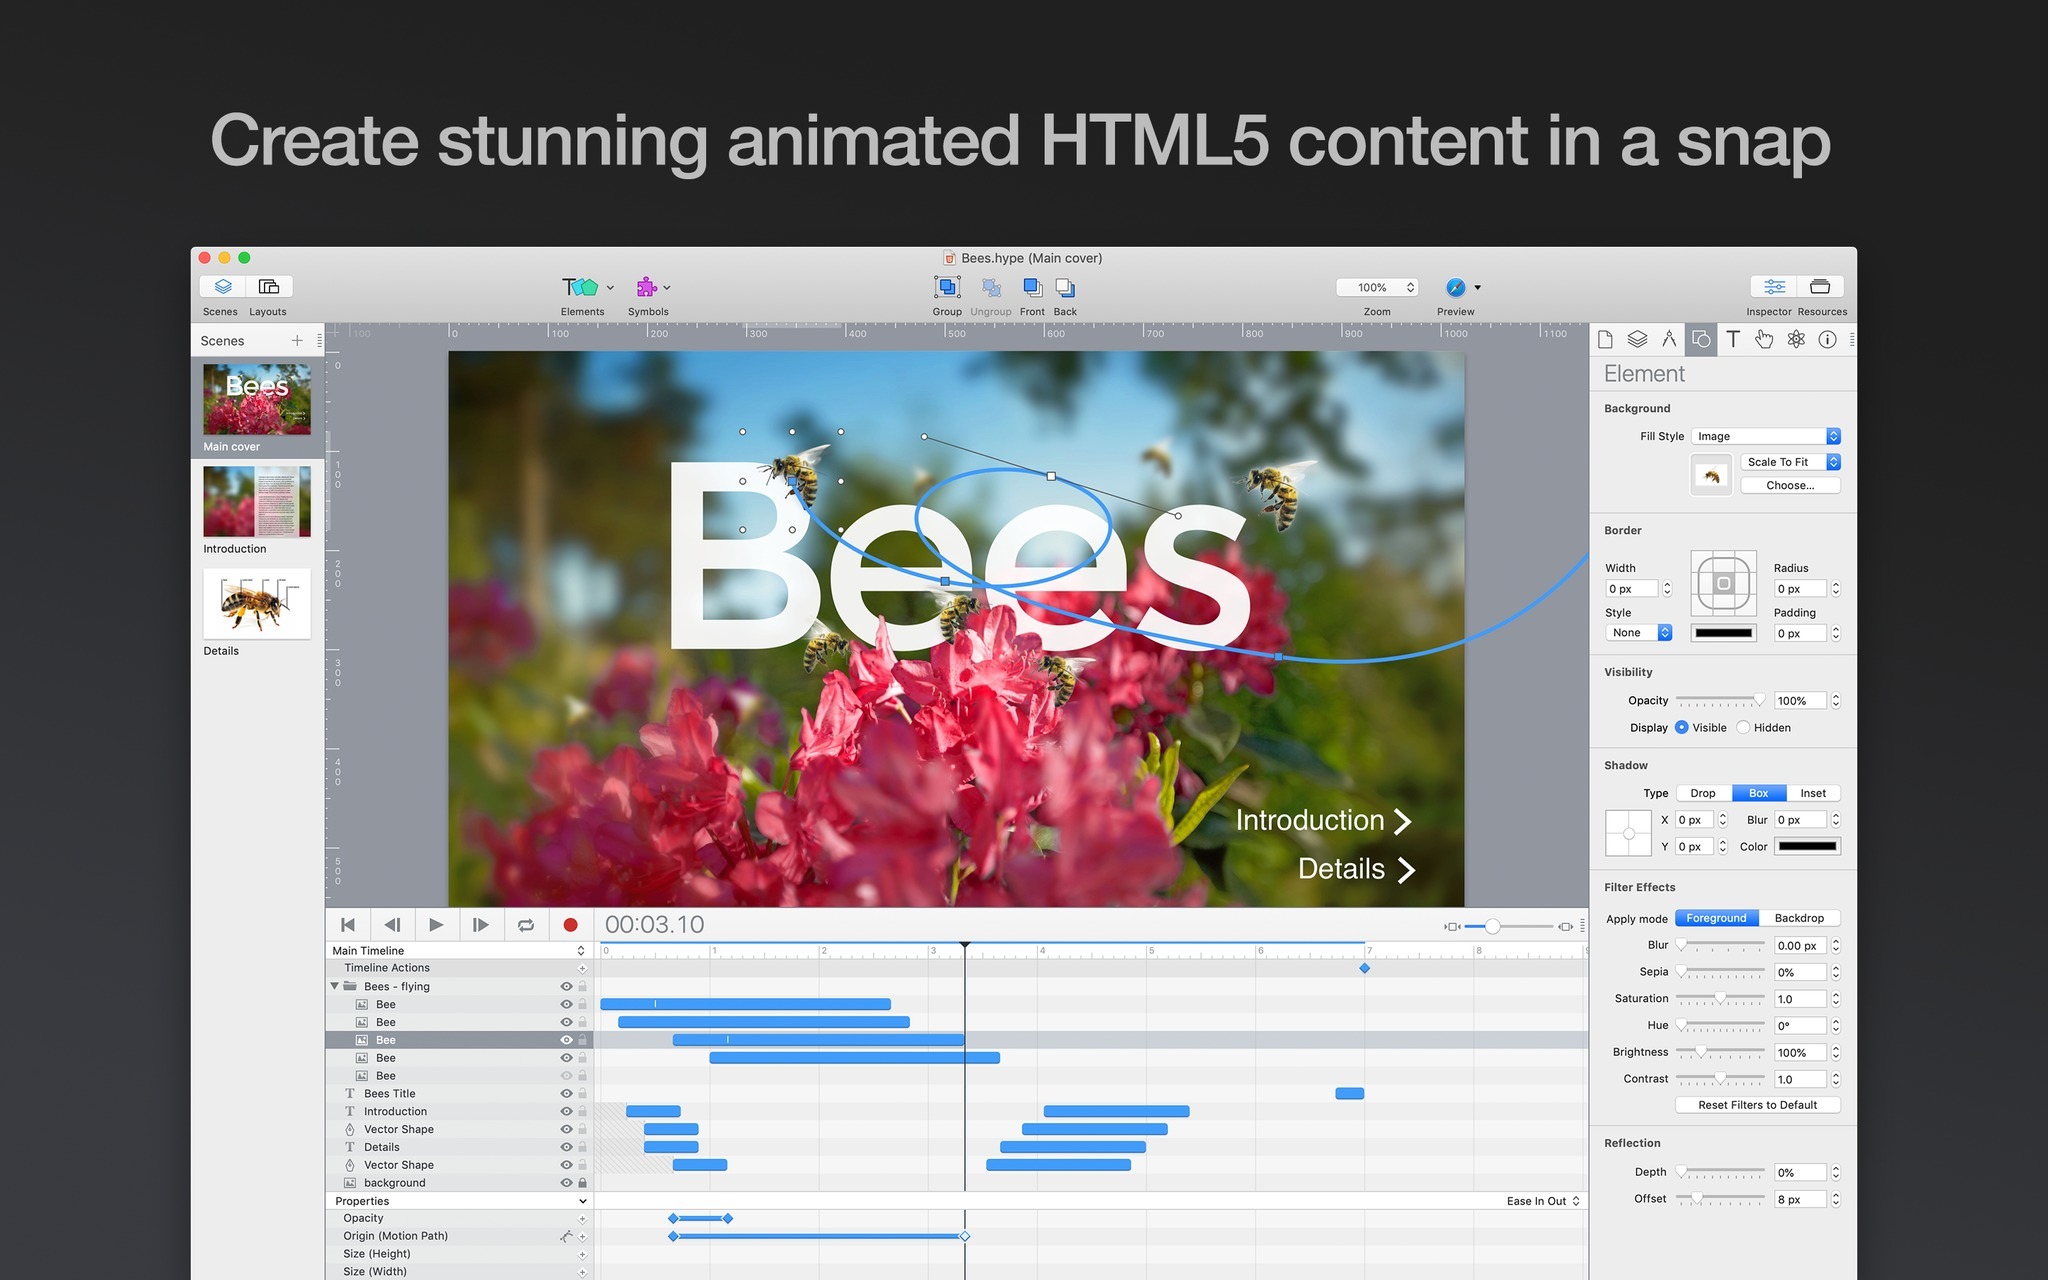 Create stunning animated HTML5 content in a snap
Bees.hype (Main cover)
100%
Scenes Layouts Elements Symbols Group Ungroup Front Back Zoom Preview Inspector Resources
Scenes
Bees
Main cover
Introduction
Details
100 0 100 200 300 400 500 600 700 800 900 1000 1100
0
100
200
300
400
500
Bees
Introduction
Details
Element
Background
Fill Style Image
Scale To Fit
Choose...
Border
Width Radius
0 px 0 px
Style Padding
None 0 px
Visibility
Opacity 100%
Display Visible Hidden
Shadow
Type Drop Box Inset
X 0 px Blur 0 px
Y 0 px Color
Filter Effects
Apply mode Foreground Backdrop
Blur 0.00 px
Sepia 0%
Saturation 1.0
Hue 0°
Brightness 100%
Contrast 1.0
Reset Filters to Default
Reflection
Depth 0%
Offset 8 px
00:03.10
Main Timeline 0 1 2 3 4 5 6 7 8
Timeline Actions
Bees - flying
Bee
Bee
Bee
Bee
Bee
Bees Title
Introduction
Vector Shape
Details
Vector Shape
background
Properties Ease In Out
Opacity
Origin (Motion Path)
Size (Height)
Size (Width)